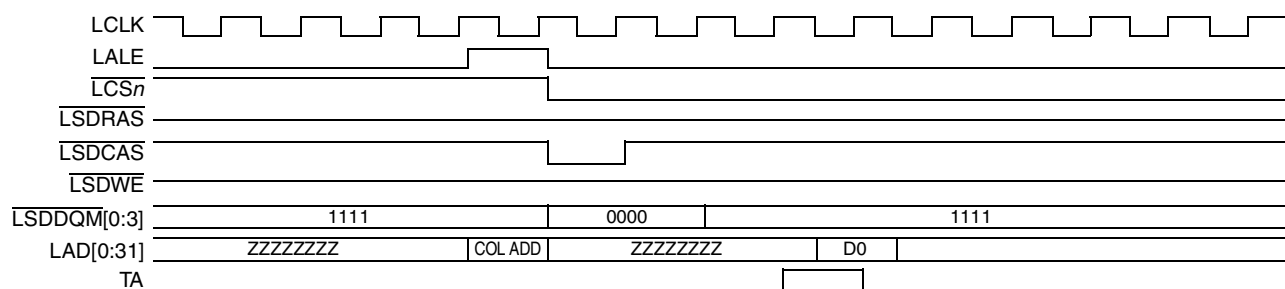 LCLK
LALE
LCSn
LSDRAS
LSDCAS
LSDWE
LSDDQM[0:3] 1111 0000 1111
LAD[0:31] ZZZZZZZZ COL ADD ZZZZZZZZ D0
TA